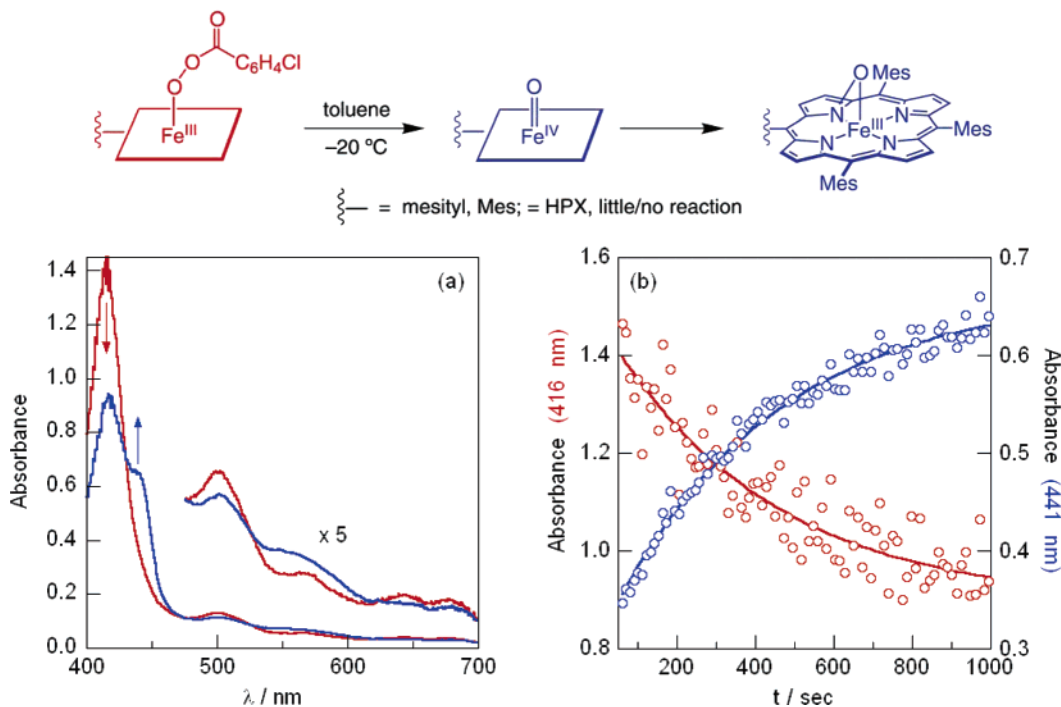 O
O
C6H4Cl
O
FeIII
toluene
–20 ºC
O
FeIV
Mes
O
N
N
FeIII
N
N
Mes
Mes
= mesityl, Mes; = HPX, little/no reaction
(a)
Absorbance
1.4
1.2
1.0
0.8
0.6
0.4
0.2
0.0
x 5
400
500
600
700
λ / nm
(b)
Absorbance (416 nm)
1.6
1.4
1.2
1.0
0.8
0.7
0.6
0.5
0.4
0.3
Absorbance (441 nm)
200
400
600
800
1000
t / sec